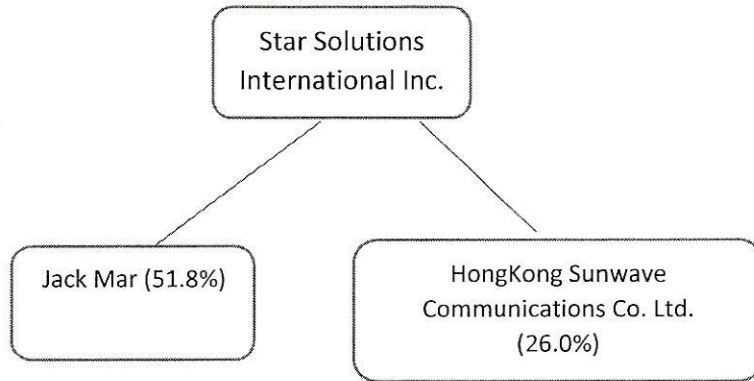 Star Solutions
International Inc.
Jack Mar (51.8%)
HongKong Sunwave
Communications Co. Ltd.
(26.0%)